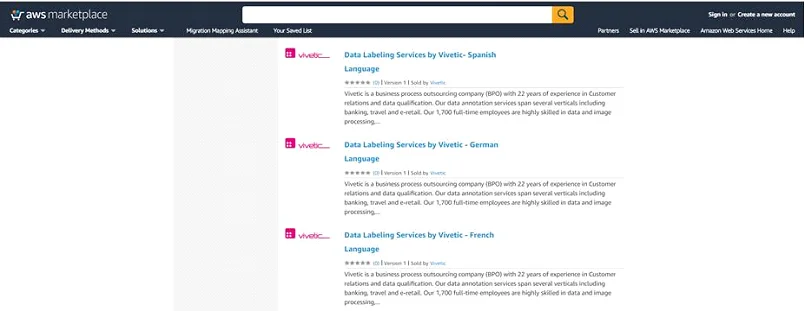 aws marketplace
Sign in or Create a new account
Categories Delivery Methods Solutions Migration Mapping Assistant Your Saved List Partners Sell in AWS Marketplace Amazon Web Services Home Help
vivetic
Data Labeling Services by Vivetic- Spanish
Language
(0) | Version 1 | Sold by Vivetic
Vivetic is a business process outsourcing company (BPO) with 22 years of experience in Customer
relations and data qualification. Our data annotation services span several verticals including
banking, travel and e-retail. Our 1,700 full-time employees are highly skilled in data and image
processing,...
vivetic
Data Labeling Services by Vivetic - German
Language
(0) | Version 1 | Sold by Vivetic
Vivetic is a business process outsourcing company (BPO) with 22 years of experience in Customer
relations and data qualification. Our data annotation services span several verticals including
banking, travel and e-retail. Our 1,700 full-time employees are highly skilled in data and image
processing,...
vivetic
Data Labeling Services by Vivetic - French
Language
(0) | Version 1 | Sold by Vivetic
Vivetic is a business process outsourcing company (BPO) with 22 years of experience in Customer
relations and data qualification. Our data annotation services span several verticals including
banking, travel and e-retail. Our 1,700 full-time employees are highly skilled in data and image
processing,...